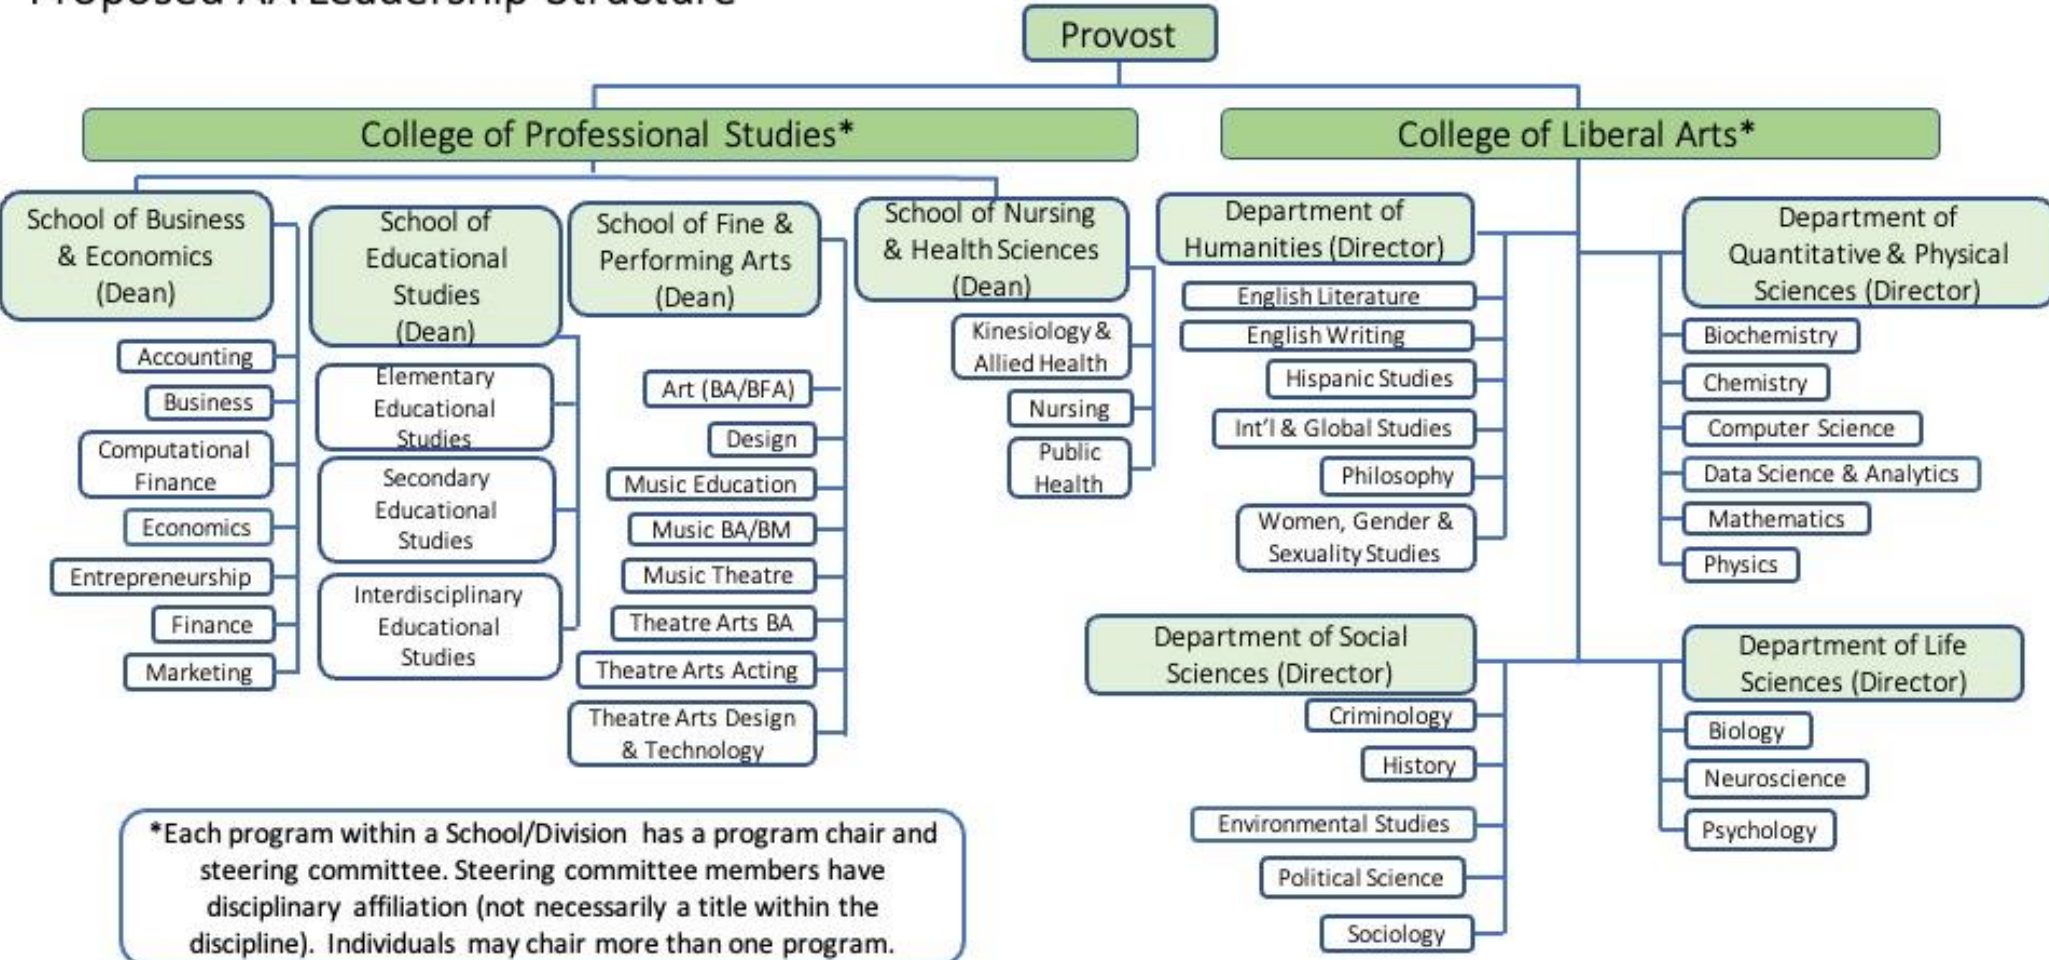 Proposed AA Leadership Structure
Provost
College of Professional Studies*
College of Liberal Arts*
School of Business
& Economics
(Dean)
Accounting
Business
Computational
Finance
Economics
Entrepreneurship
Finance
Marketing
School of
Educational
Studies
(Dean)
Elementary
Educational
Studies
Secondary
Educational
Studies
Interdisciplinary
Educational
Studies
School of Fine &
Performing Arts
(Dean)
Art (BA/BFA)
Design
Music Education
Music BA/BM
Music Theatre
Theatre Arts BA
Theatre Arts Acting
Theatre Arts Design
& Technology
School of Nursing
& Health Sciences
(Dean)
Kinesiology &
Allied Health
Nursing
Public
Health
Department of
Humanities (Director)
English Literature
English Writing
Hispanic Studies
Int'l & Global Studies
Philosophy
Women, Gender &
Sexuality Studies
Department of
Quantitative & Physical
Sciences (Director)
Biochemistry
Chemistry
Computer Science
Data Science & Analytics
Mathematics
Physics
Department of Social
Sciences (Director)
Criminology
History
Environmental Studies
Political Science
Sociology
Department of Life
Sciences (Director)
Biology
Neuroscience
Psychology
*Each program within a School/Division has a program chair and
steering committee. Steering committee members have
disciplinary affiliation (not necessarily a title within the
discipline). Individuals may chair more than one program.